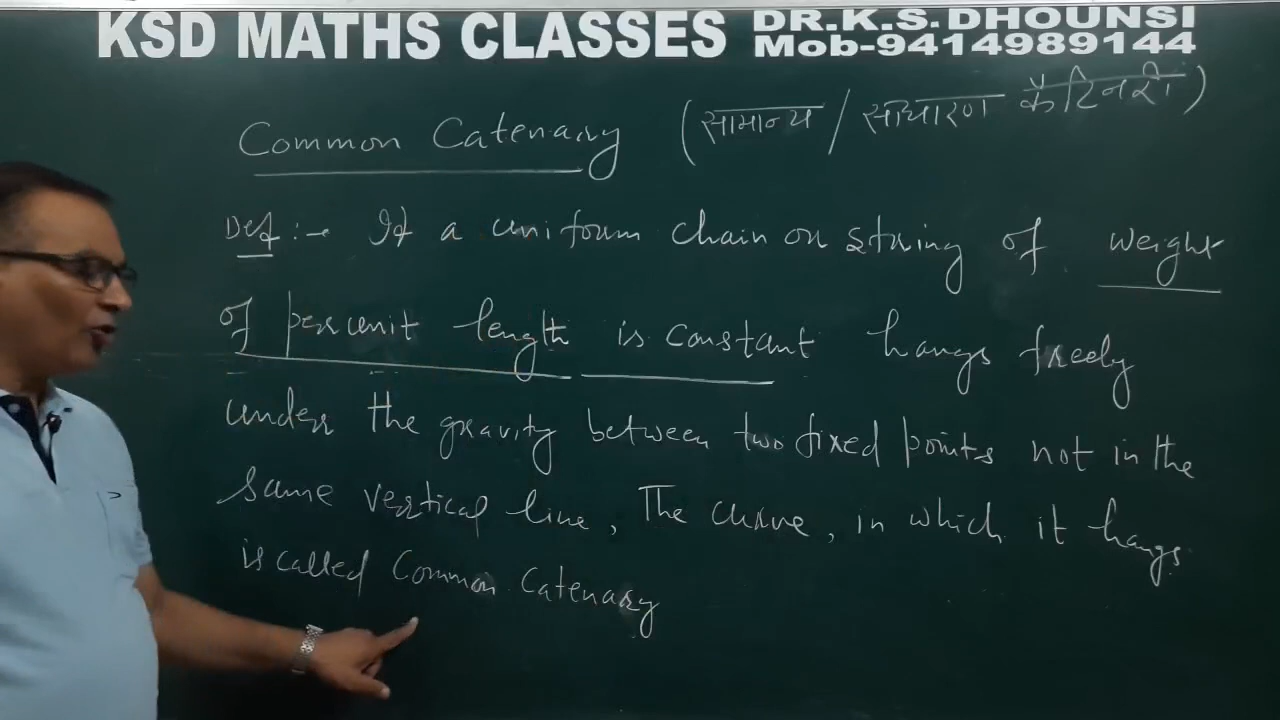 KSD MATHS CLASSES DR.K.S.DHOUNSI
Mob-9414989144
Common Catenary (सामान्य / साधारण कैटिनरी)
Def :- If a uniform chain or string of weight
of per unit length is constant hangs freely
under the gravity between two fixed points not in the
same vertical line, The curve, in which it hangs
is called Common Catenary